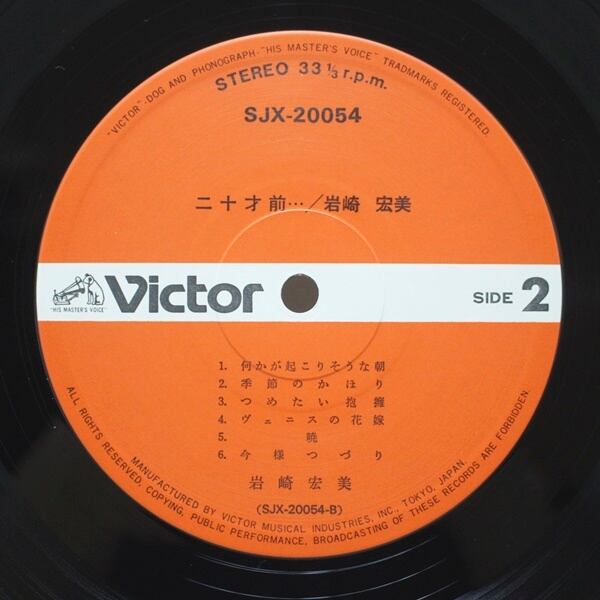 "VICTOR"-DOG AND PHONOGRAPH-"HIS MASTER'S VOICE" TRADMARKS REGISTERED.
STEREO 33 ⅓ r.p.m.
SJX-20054
二十才前…／岩崎 宏美
"HIS MASTER'S VOICE"
Victor
SIDE 2
1. 何かが起こりそうな朝
2. 季節のかほり
3. つめたい抱擁
4. ヴェニスの花嫁
5. 暁
6. 今様つづり
岩崎宏美
(SJX-20054-B)
MANUFACTURED BY VICTOR MUSICAL INDUSTRIES, INC., TOKYO, JAPAN.
ALL RIGHTS RESERVED, COPYING, PUBLIC PERFORMANCE, BROADCASTING OF THESE RECORDS ARE FORBIDDEN.